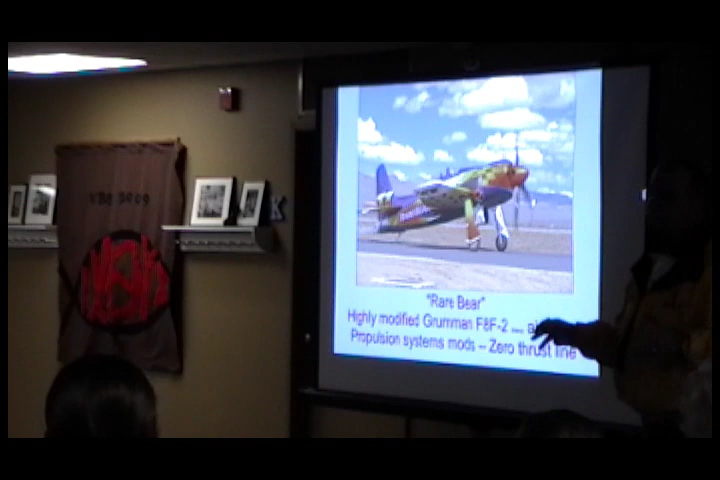 "Rare Bear"
Highly modified Grumman F8F-2
Propulsion systems mods – Zero thrust line
K